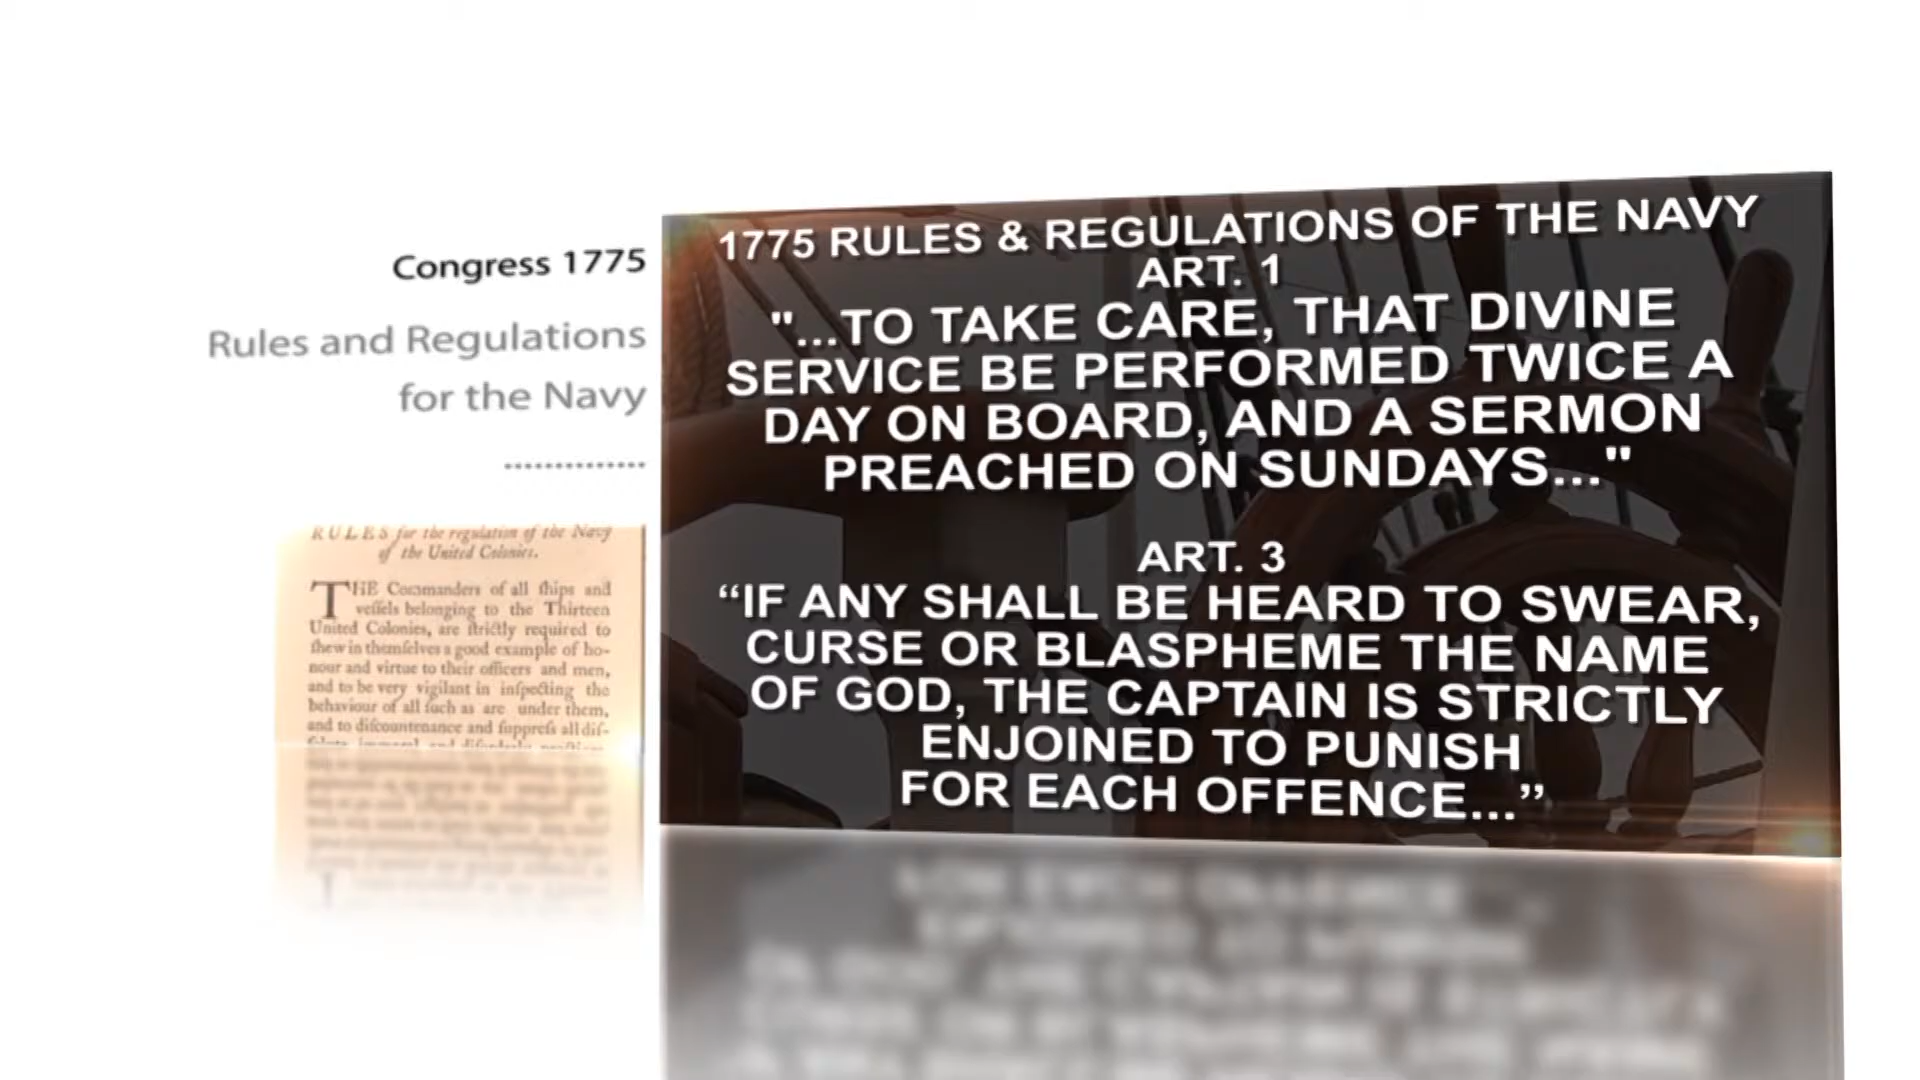 Congress 1775
Rules and Regulations
for the Navy
RULES for the regulation of the Navy
of the United Colonies.
THE Commanders of all ſhips and
veſſels belonging to the Thirteen
United Colonies, are ſtrictly required to
ſhew in themſelves a good example of ho-
nour and virtue to their officers and men,
and to be very vigilant in inſpecting the
behaviour of all ſuch as are under them,
and to diſcountenance and ſuppreſs all diſ-
1775 RULES & REGULATIONS OF THE NAVY
ART. 1
"...TO TAKE CARE, THAT DIVINE
SERVICE BE PERFORMED TWICE A
DAY ON BOARD, AND A SERMON
PREACHED ON SUNDAYS..."
ART. 3
“IF ANY SHALL BE HEARD TO SWEAR,
CURSE OR BLASPHEME THE NAME
OF GOD, THE CAPTAIN IS STRICTLY
ENJOINED TO PUNISH
FOR EACH OFFENCE...”